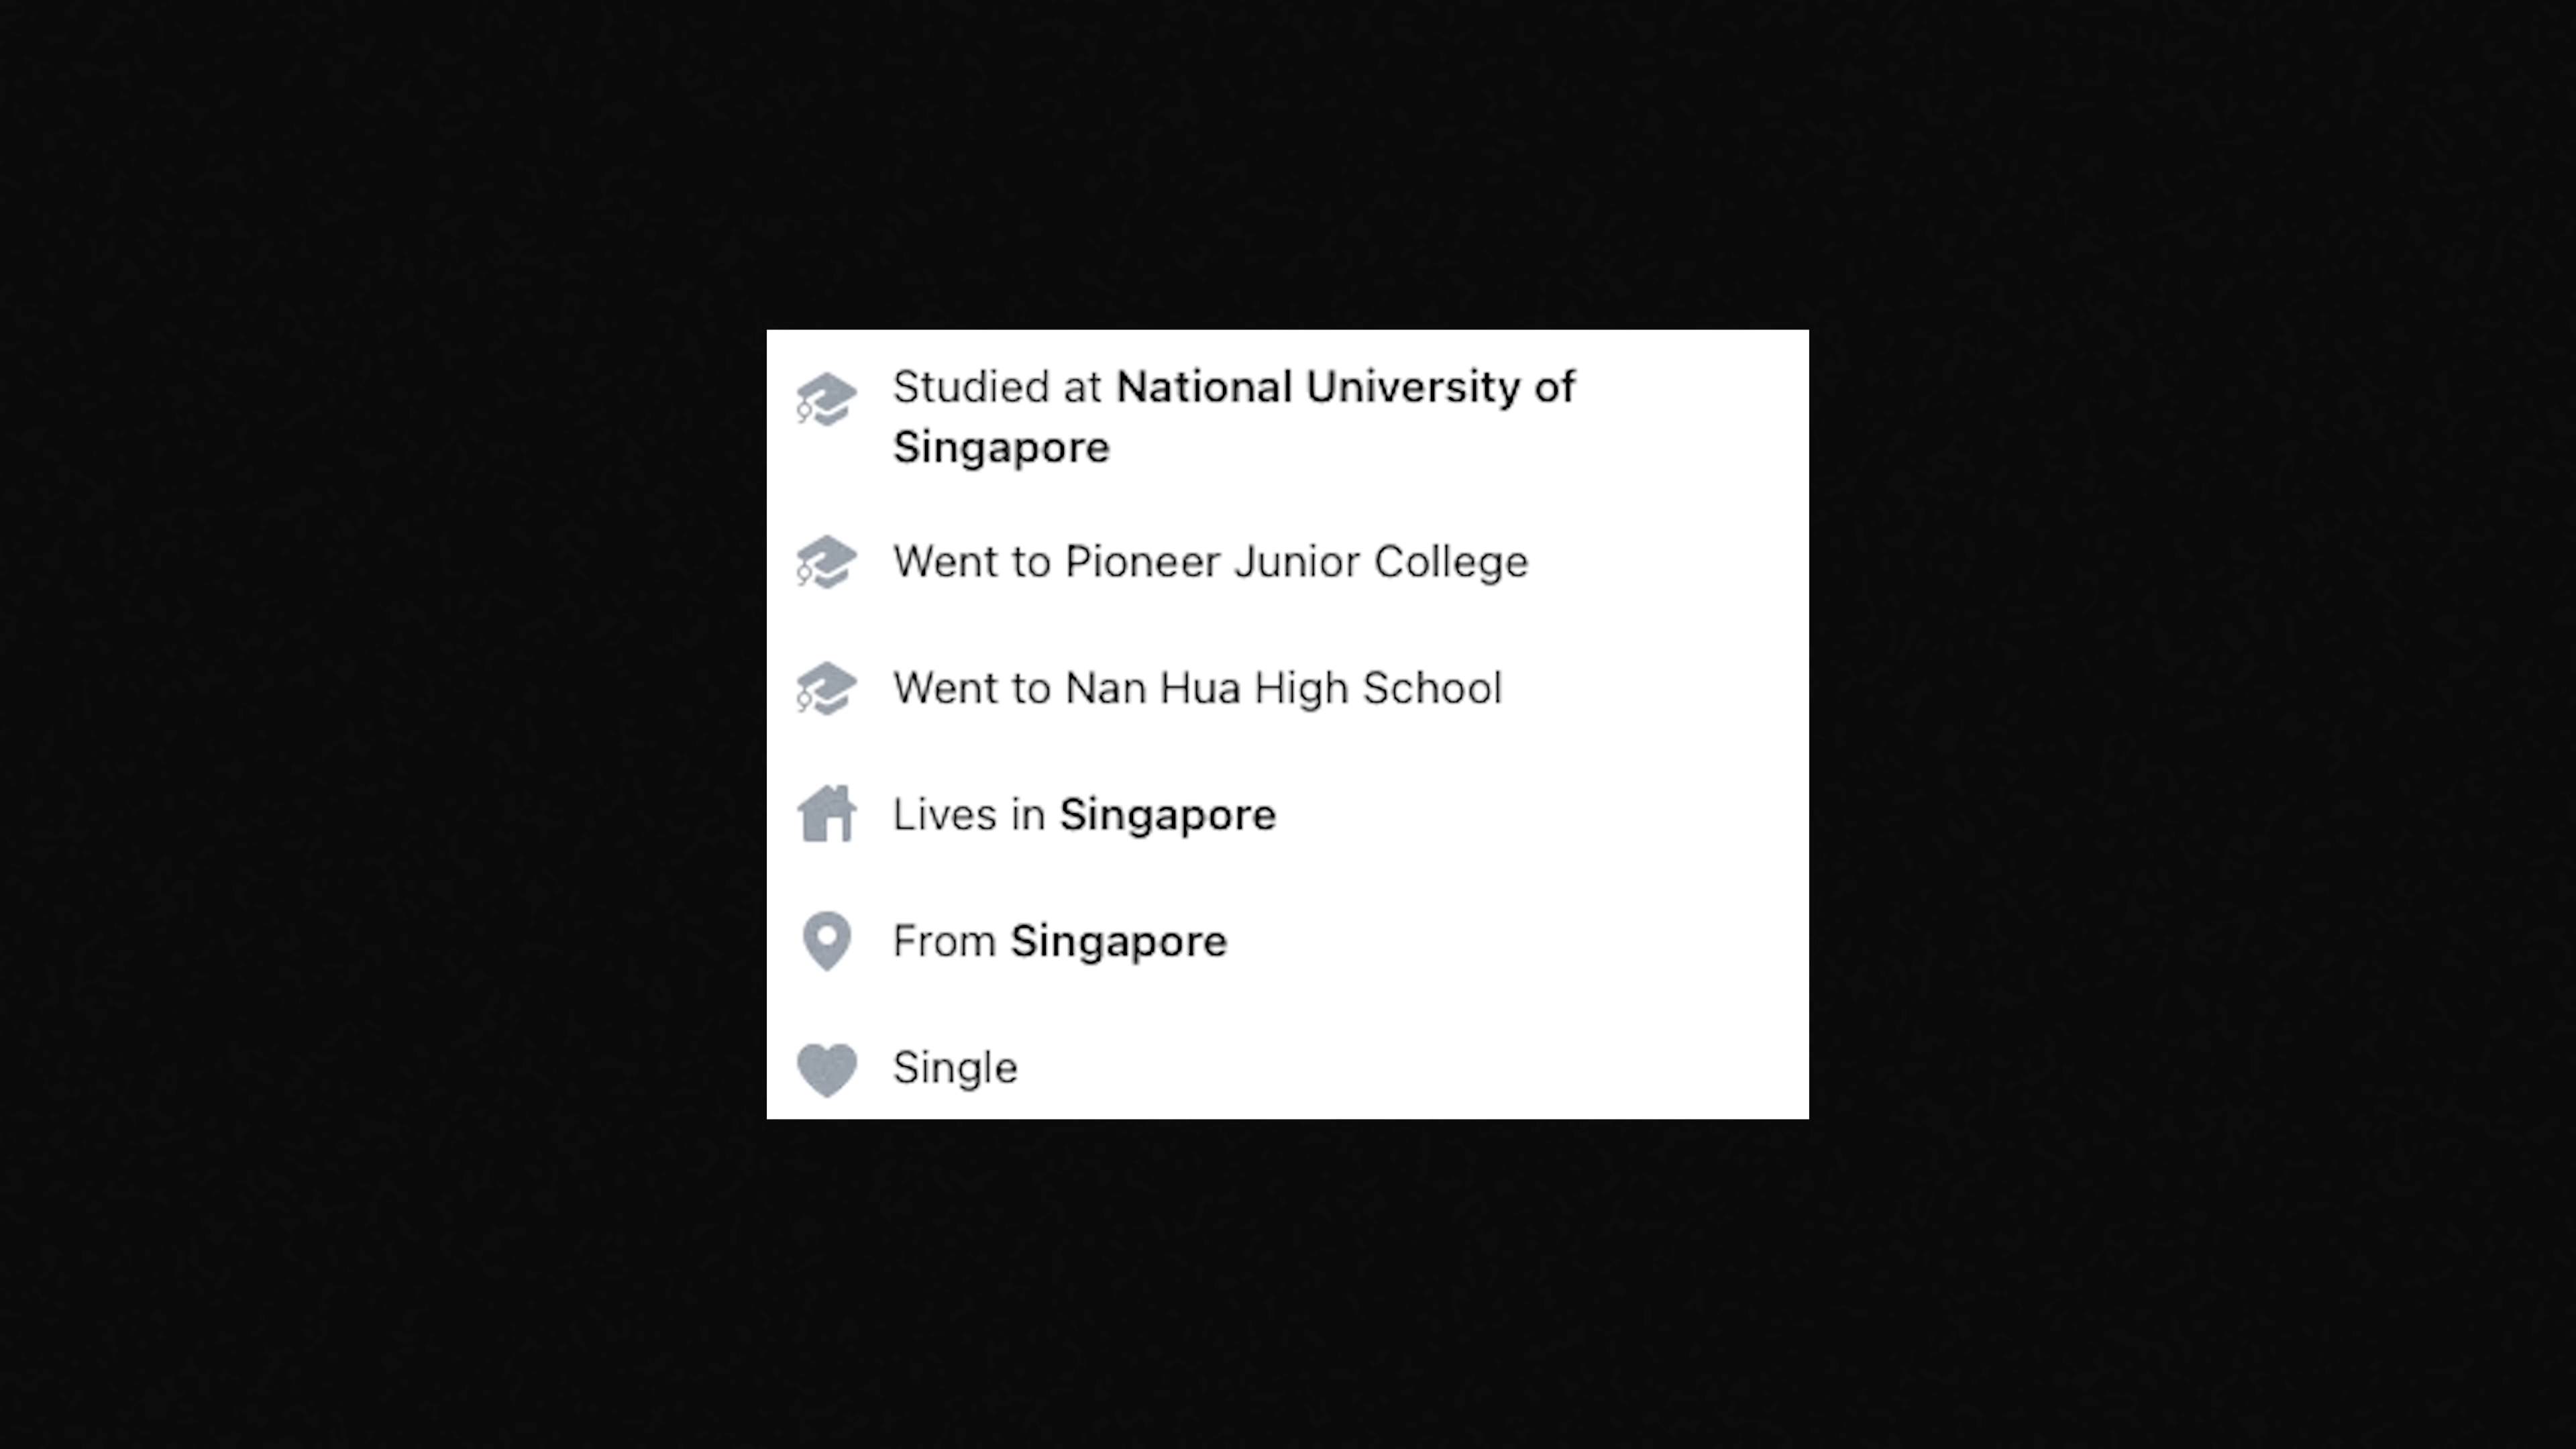 Studied at National University of
Singapore
Went to Pioneer Junior College
Went to Nan Hua High School
Lives in Singapore
From Singapore
Single